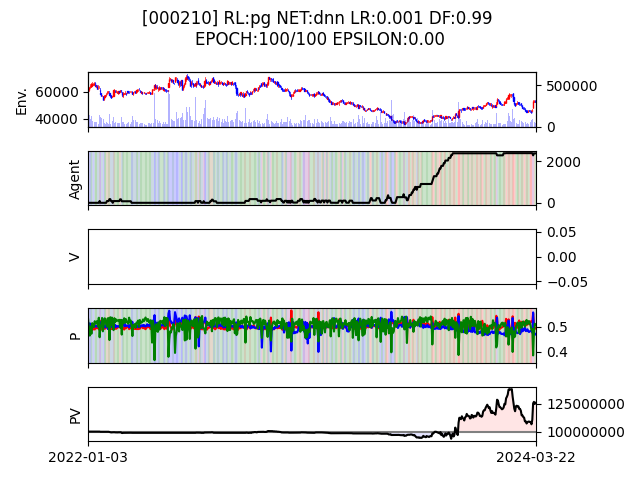 [000210] RL:pg NET:dnn LR:0.001 DF:0.99
EPOCH:100/100 EPSILON:0.00
Env.
60000
40000
500000
0
Agent
2000
0
V
0.05
0.00
−0.05
P
0.5
0.4
PV
125000000
100000000
2022-01-03
2024-03-22